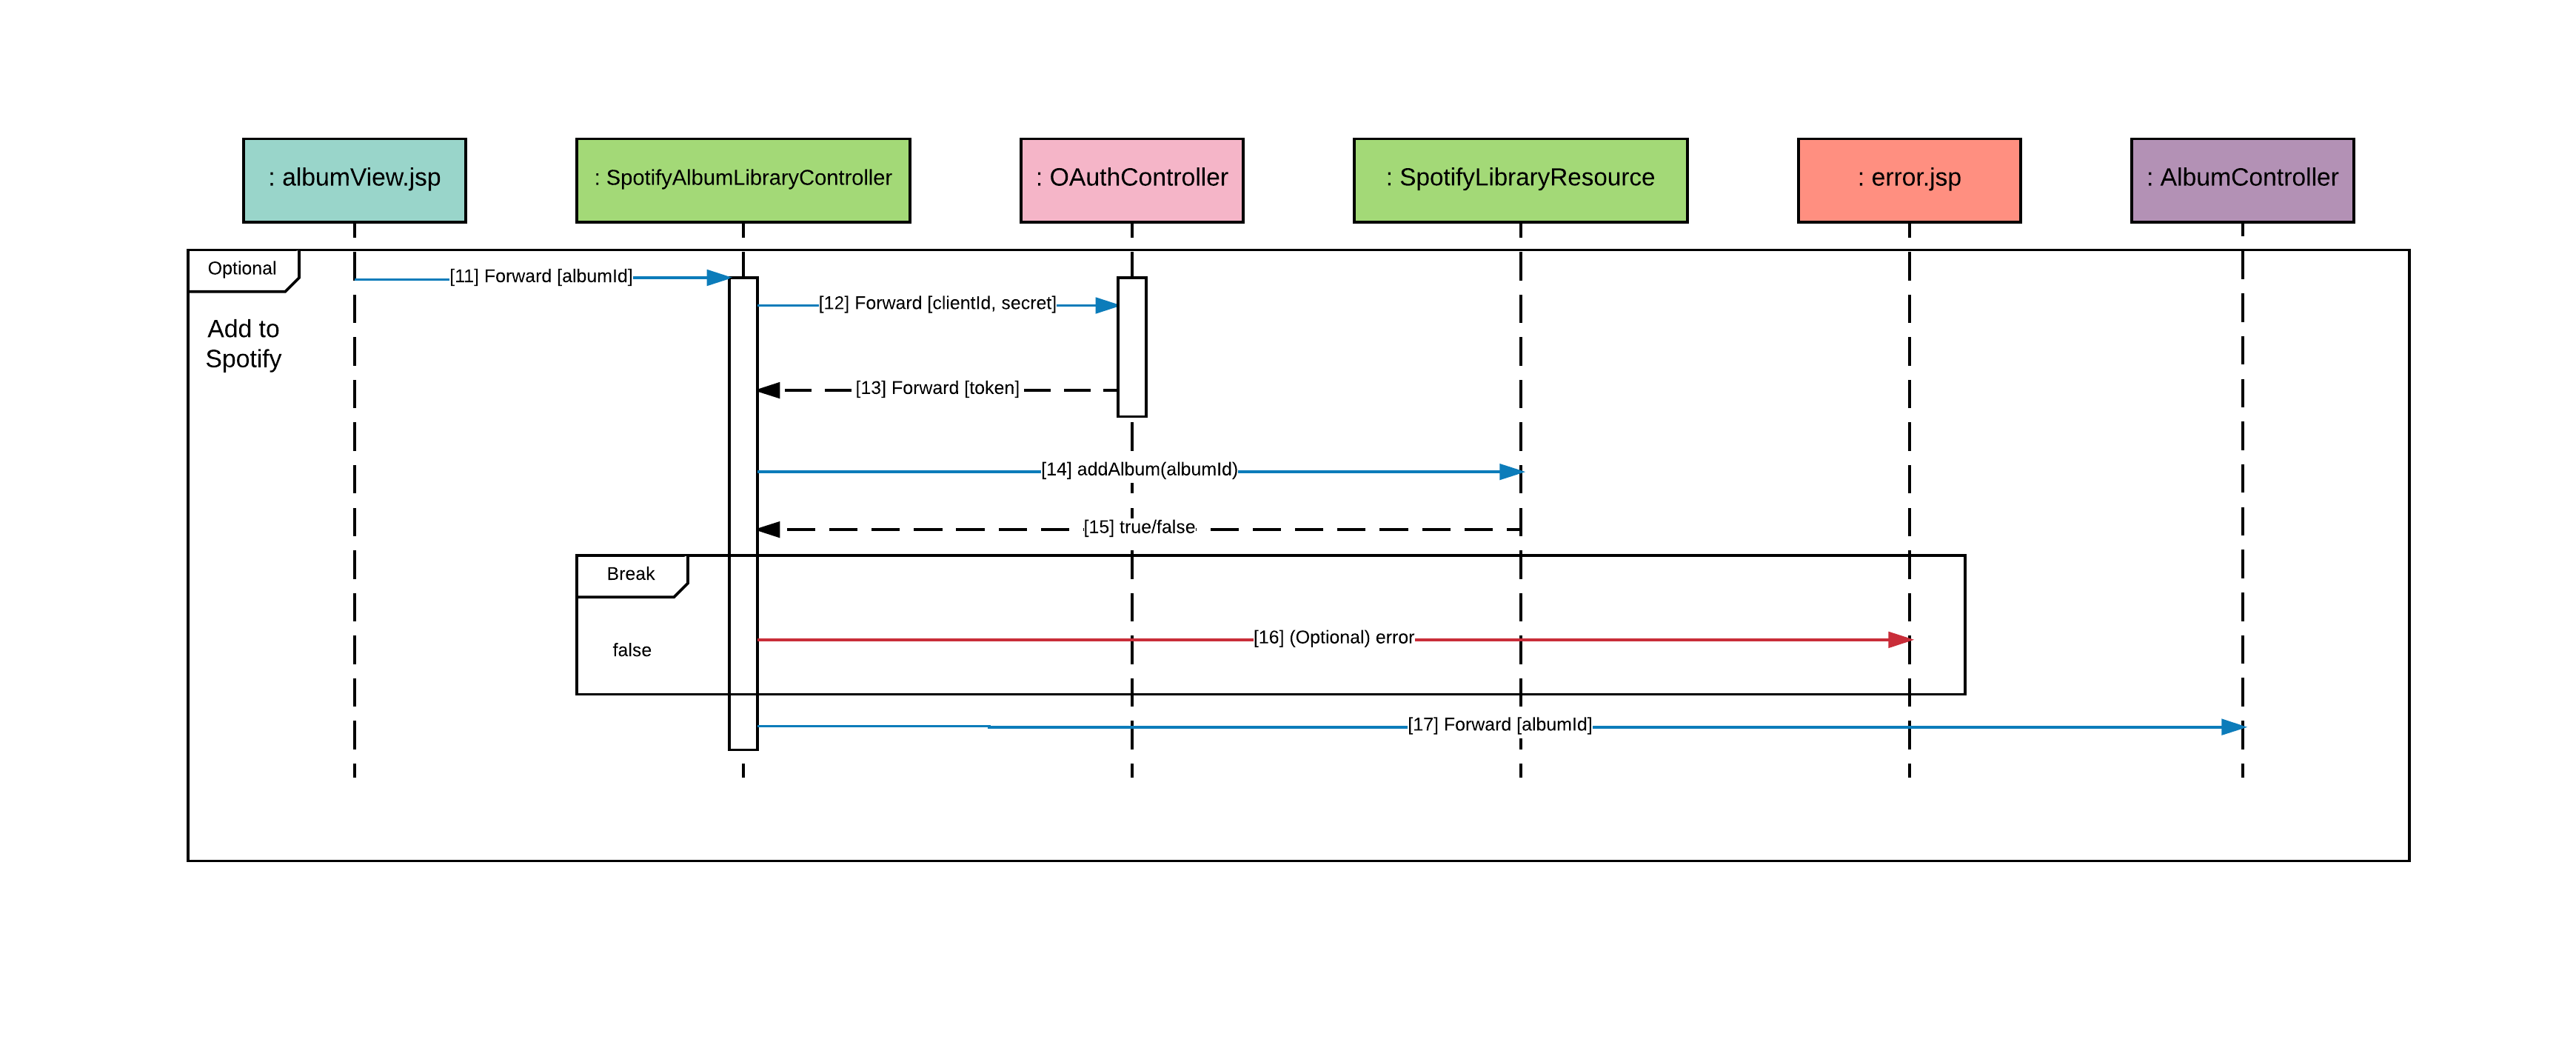 : albumView.jsp
: SpotifyAlbumLibraryController
: OAuthController
: SpotifyLibraryResource
: error.jsp
: AlbumController
Optional
[11] Forward [albumId]
[12] Forward [clientId, secret]
Add to
Spotify
[13] Forward [token]
[14] addAlbum(albumId)
[15] true/false
Break
[16] (Optional) error
false
[17] Forward [albumId]